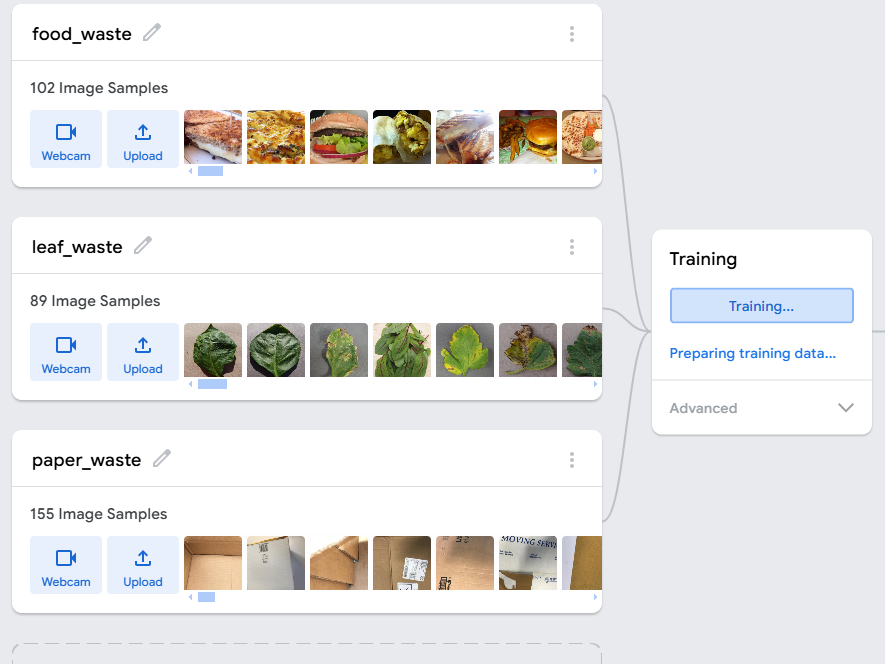 food_waste
102 Image Samples
Webcam
Upload
leaf_waste
89 Image Samples
Webcam
Upload
paper_waste
155 Image Samples
Webcam
Upload
MOVING SERV
Training
Training...
Preparing training data...
Advanced